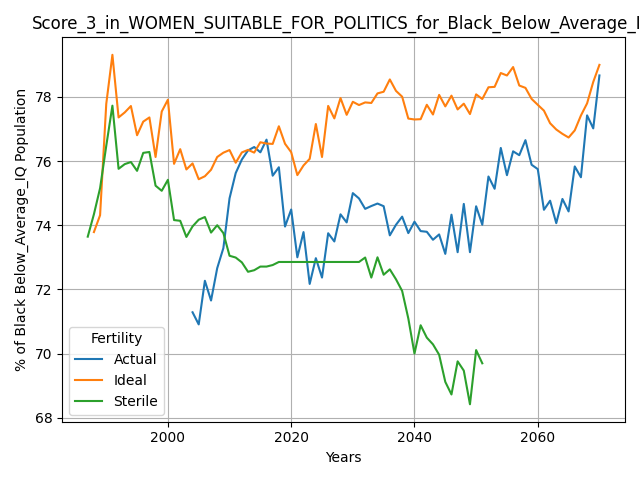 Score_3_in_WOMEN_SUITABLE_FOR_POLITICS_for_Black_Below_Average_I
% of Black Below_Average_IQ Population
78
76
74
72
70
68
Fertility
Actual
Ideal
Sterile
2000 2020 2040 2060
Years